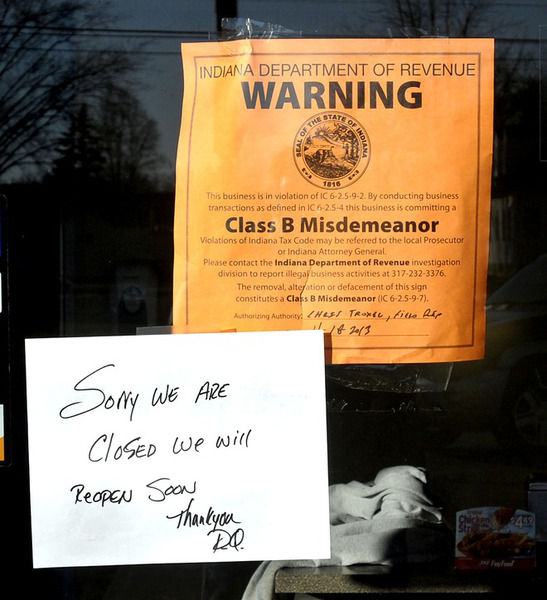 INDIANA DEPARTMENT OF REVENUE
WARNING
SEAL OF THE STATE OF INDIANA
1816
This business is in violation of IC 6-2.5-9-2. By conducting business
transactions as defined in IC 6-2.5-4 this business is committing a
Class B Misdemeanor
Violations of Indiana Tax Code may be referred to the local Prosecutor
or Indiana Attorney General.
Please contact the Indiana Department of Revenue investigation
division to report illegal business activities at 317-232-3376.
The removal, alteration or defacement of this sign
constitutes a Class B Misdemeanor (IC 6-2.5-9-7).
Authorizing Authority: CHRIS TROXEL, FIELD REP
2013
Sorry WE ARE
CLOSED WE Will
REOPEN SOON
Thankyou
D.Q.
Chicken